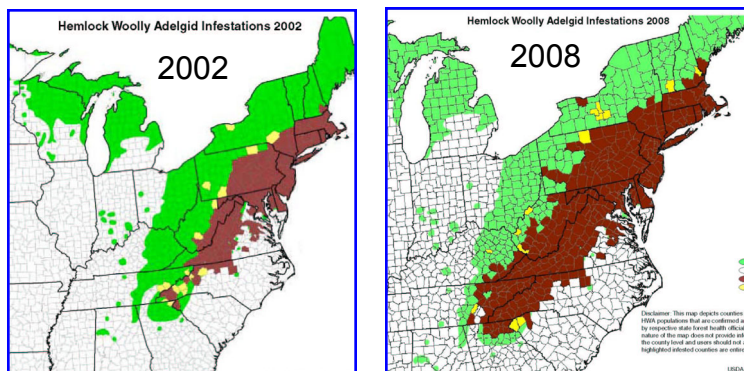 Hemlock Woolly Adelgid Infestations 2002
2002
Hemlock Woolly Adelgid Infestations 2008
2008
Disclaimer: This map depicts counties
HWA populations that are confirmed a
by respective state forest health official
nature of the map does not provide inf
the county level and users should not a
highlighted infested counties are entire
USDA